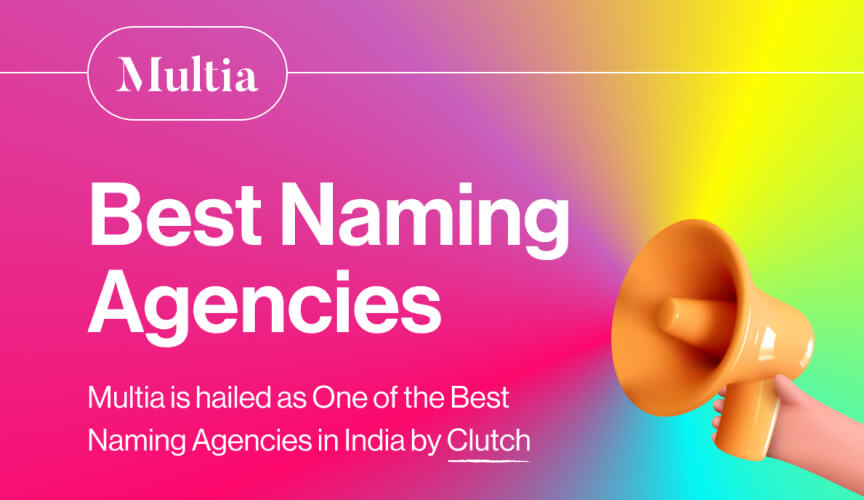 Multia
Best Naming
Agencies
Multia is hailed as One of the Best
Naming Agencies in India by Clutch